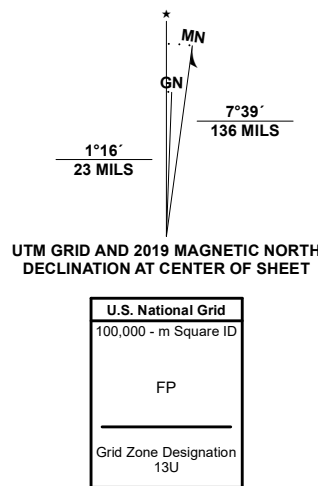 ★
MN
GN
7°39´
136 MILS
1°16´
23 MILS
UTM GRID AND 2019 MAGNETIC NORTH
DECLINATION AT CENTER OF SHEET
U.S. National Grid
100,000 - m Square ID
FP
Grid Zone Designation
13U